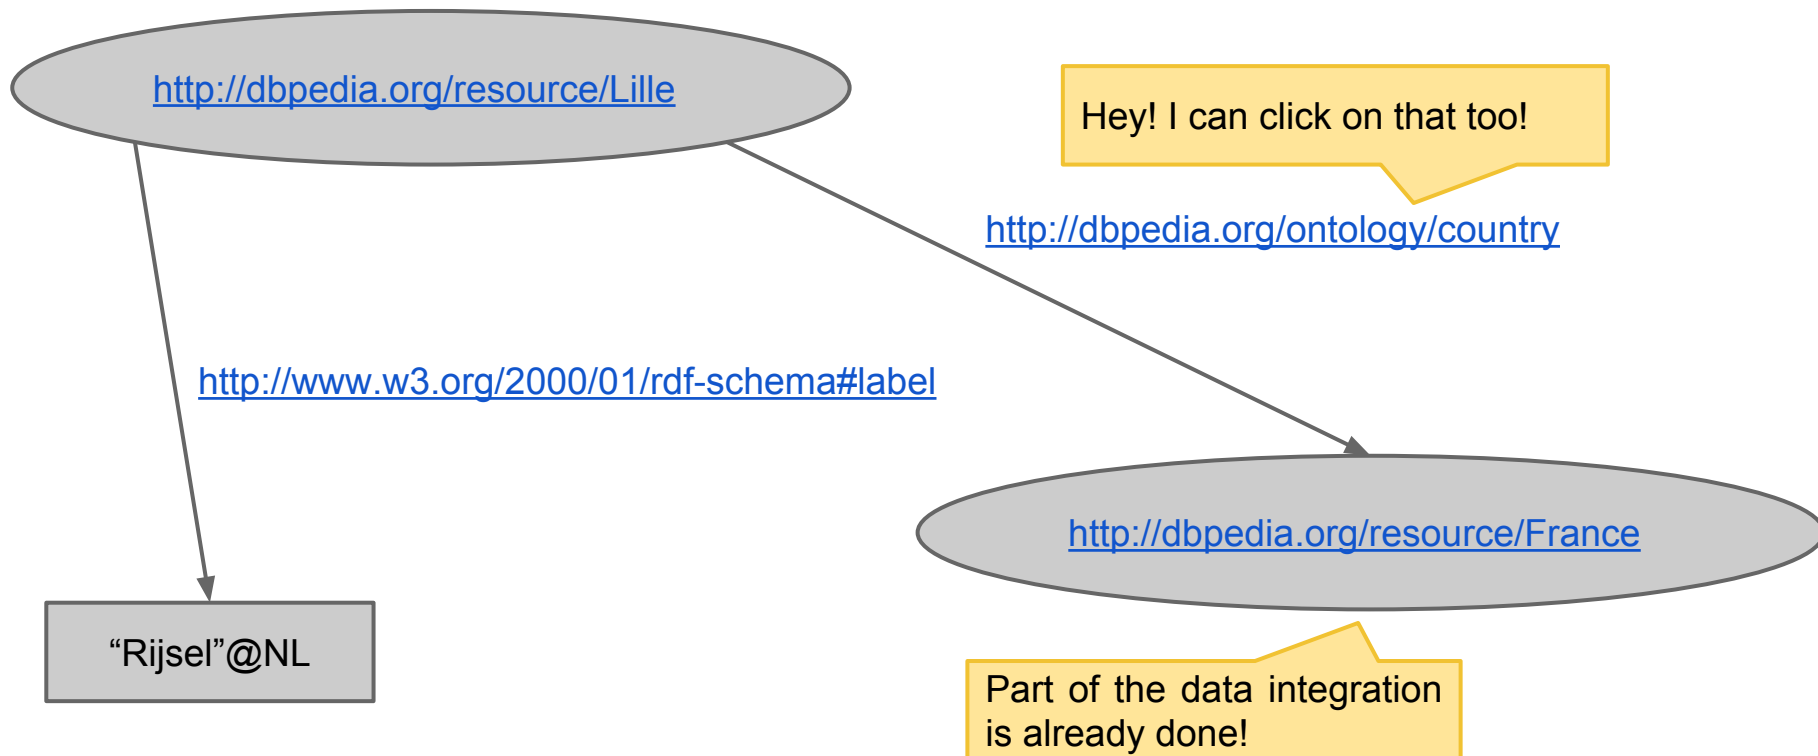 http://dbpedia.org/resource/Lille
Hey! I can click on that too!
http://dbpedia.org/ontology/country
http://www.w3.org/2000/01/rdf-schema#label
http://dbpedia.org/resource/France
“Rijsel”@NL
Part of the data integration
is already done!